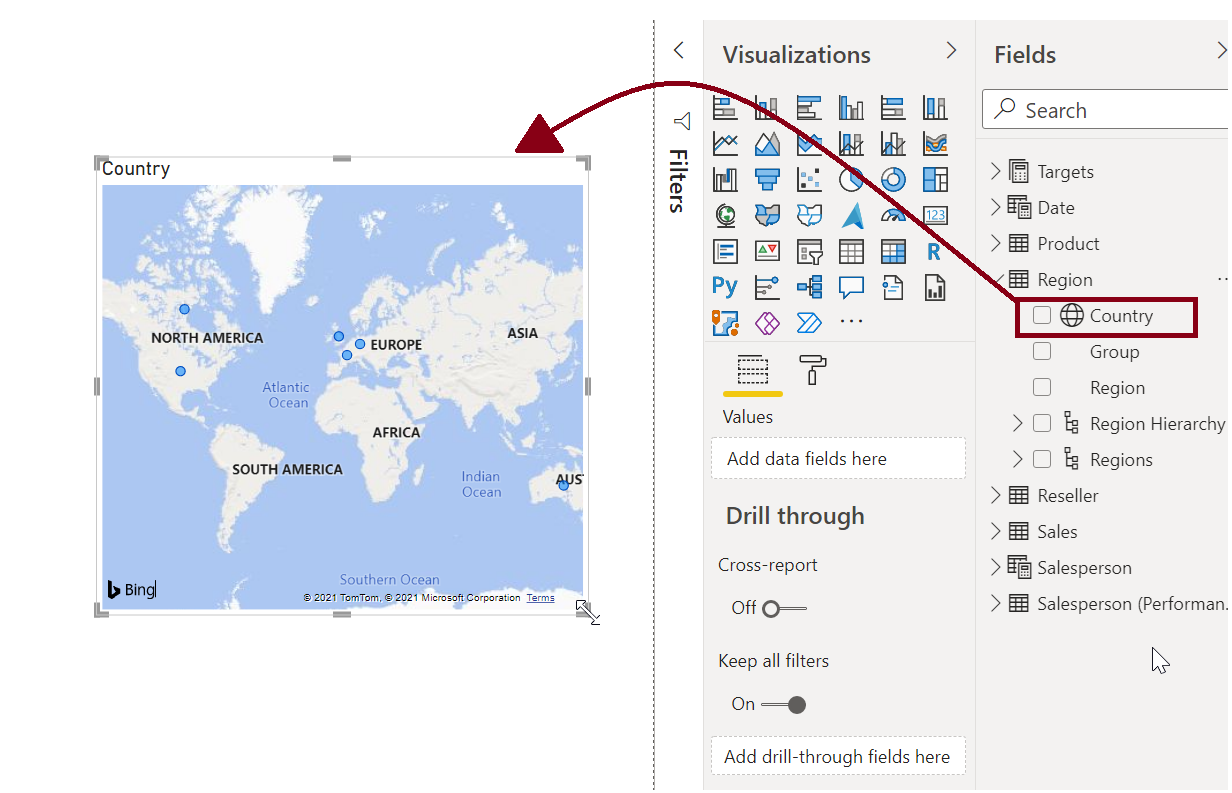 Country
NORTH AMERICA
EUROPE
ASIA
Atlantic
Ocean
AFRICA
SOUTH AMERICA
Indian
Ocean
AUS
Southern Ocean
Bing
© 2021 TomTom, © 2021 Microsoft Corporation Terms
Filters
Visualizations
123
R
Py
...
Values
Add data fields here
Drill through
Cross-report
Off
Keep all filters
On
Add drill-through fields here
Fields
Search
Targets
Date
Product
Region
Country
Group
Region
Region Hierarchy
Regions
Reseller
Sales
Salesperson
Salesperson (Performan.